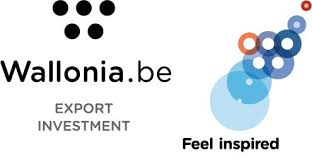 Wallonia.be
EXPORT
INVESTMENT
Feel inspired